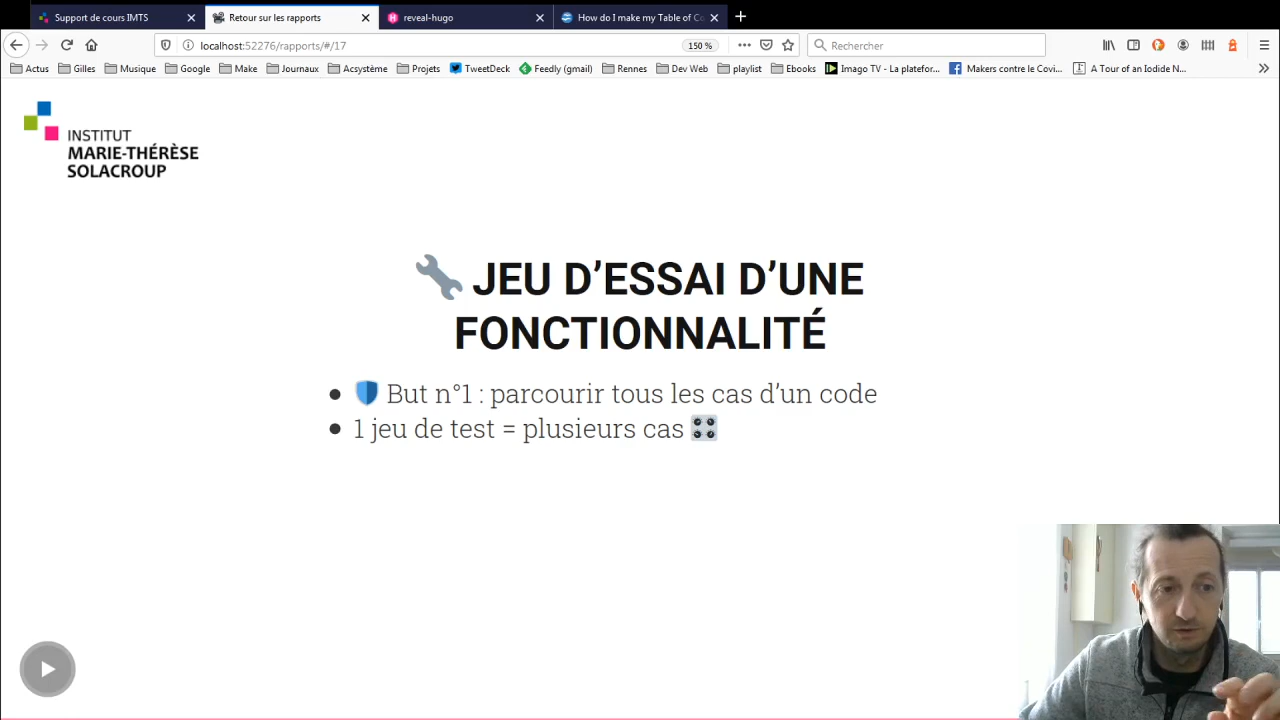 Support de cours IMTS
Retour sur les rapports
reveal-hugo
How do I make my Table of Co
localhost:52276/rapports/#/17
150 %
Rechercher
Actus
Gilles
Musique
Google
Make
Journaux
Acsystème
Projets
TweetDeck
Feedly (gmail)
Rennes
Dev Web
playlist
Ebooks
Imago TV - La platefor...
Makers contre le Covi...
A Tour of an Iodide N...
INSTITUT
MARIE-THÉRÈSE
SOLACROUP
JEU D’ESSAI D’UNE
FONCTIONNALITÉ
But n°1 : parcourir tous les cas d’un code
1 jeu de test = plusieurs cas